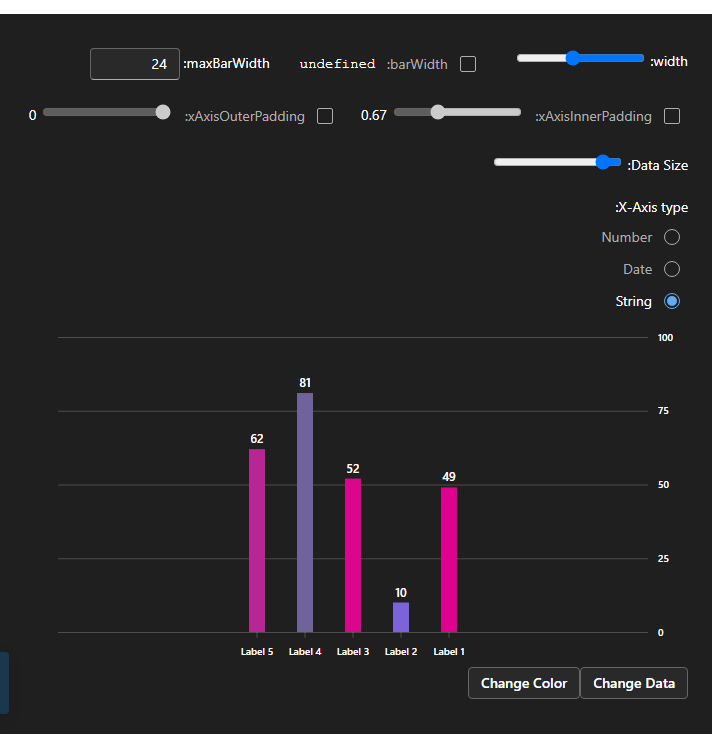 width:
barWidth: undefined
maxBarWidth: 24
xAxisInnerPadding: 0.67
xAxisOuterPadding: 0
Data Size:
X-Axis type:
Number
Date
String
100
75
50
25
0
62
81
52
10
49
Label 5
Label 4
Label 3
Label 2
Label 1
Change Color
Change Data